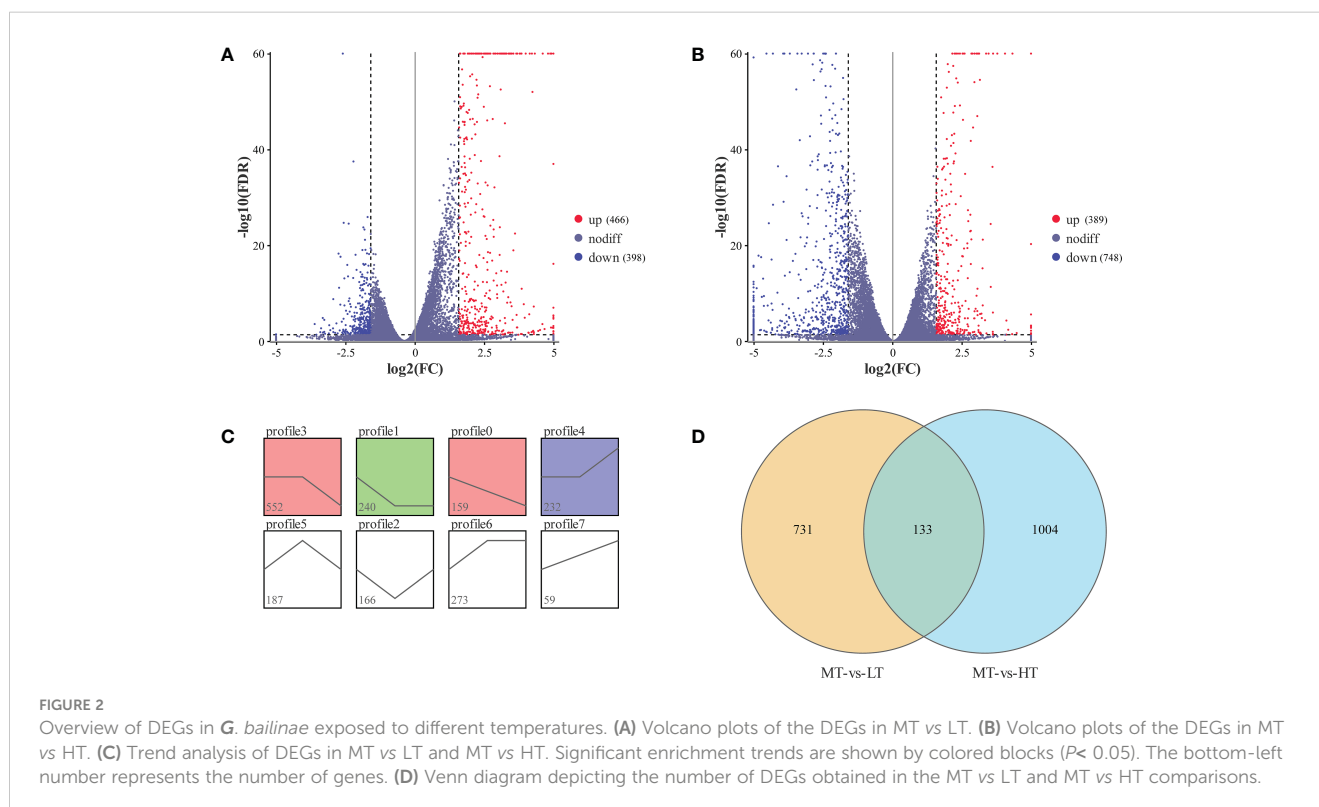 A
60
40
20
0
-log10(FDR)
-5
-2.5
0
2.5
5
log2(FC)
up (466)
nodiff
down (398)
B
60
40
20
0
-log10(FDR)
-5
-2.5
0
2.5
5
log2(FC)
up (389)
nodiff
down (748)
C
profile3
profile1
profile0
profile4
552
240
159
232
profile5
profile2
profile6
profile7
187
166
273
59
D
731
133
1004
MT-vs-LT
MT-vs-HT
FIGURE 2
Overview of DEGs in G. bailinae exposed to different temperatures. (A) Volcano plots of the DEGs in MT vs LT. (B) Volcano plots of the DEGs in MT
vs HT. (C) Trend analysis of DEGs in MT vs LT and MT vs HT. Significant enrichment trends are shown by colored blocks (P< 0.05). The bottom-left
number represents the number of genes. (D) Venn diagram depicting the number of DEGs obtained in the MT vs LT and MT vs HT comparisons.